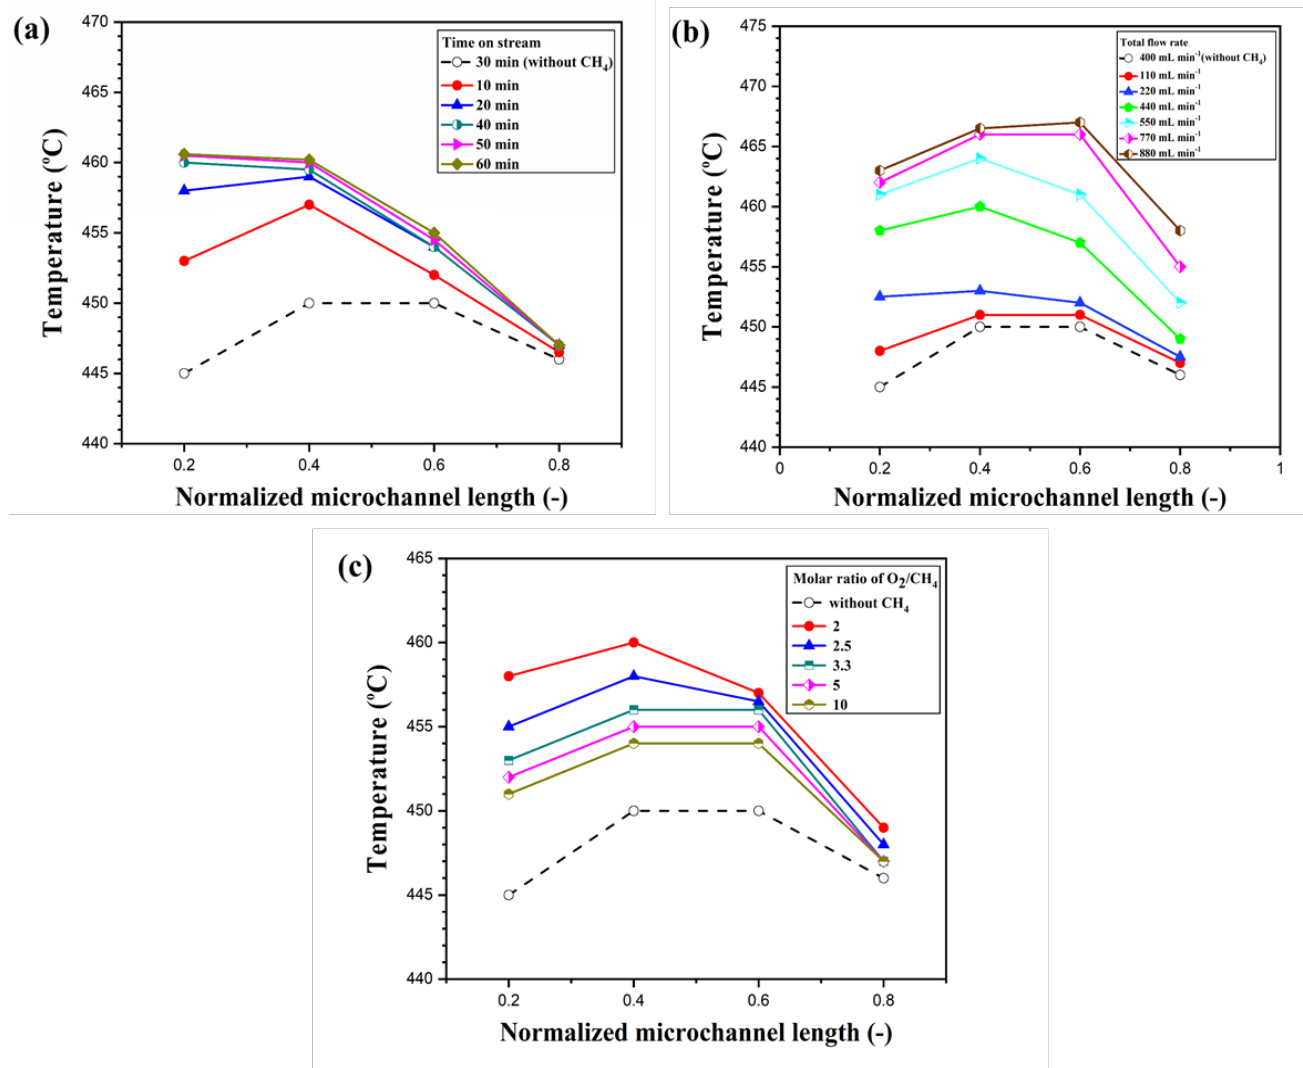 (a)
470
465
460
455
450
445
440
Temperature (ºC)
Time on stream
30 min (without CH₄)
10 min
20 min
40 min
50 min
60 min
0.2 0.4 0.6 0.8
Normalized microchannel length (-)
(b)
475
470
465
460
455
450
445
440
Temperature (ºC)
Total flow rate
400 mL min⁻¹(without CH₄)
110 mL min⁻¹
220 mL min⁻¹
440 mL min⁻¹
550 mL min⁻¹
770 mL min⁻¹
880 mL min⁻¹
0 0.2 0.4 0.6 0.8 1
Normalized microchannel length (-)
(c)
465
460
455
450
445
440
Temperature (ºC)
Molar ratio of O₂/CH₄
without CH₄
2
2.5
3.3
5
10
0.2 0.4 0.6 0.8
Normalized microchannel length (-)